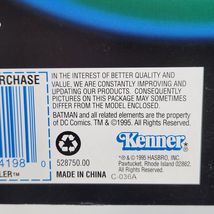 RCHASE
IN THE INTEREST OF BETTER QUALITY AND
VALUE, WE ARE CONSTANTLY IMPROVING AND
UPDATING OUR PRODUCTS. CONSEQUENTLY
PICTURES ON THIS PACKAGE MAY SOMETIMES
DIFFER FROM THE MODEL ENCLOSED.
BATMAN and all related elements are the property
of DC Comics. TM&©1995. All Rights Reserved.
Kenner®
®&© 1995 HASBRO, INC.
Pawtucket, Rhode Island 02862.
All Rights Reserved.
4198 0
528750.00
LER™
MADE IN CHINA
C-036A